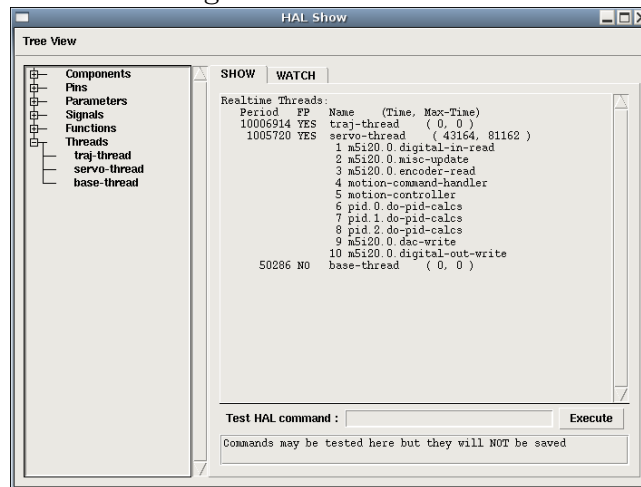 HAL Show
Tree View
Components
Pins
Parameters
Signals
Functions
Threads
traj-thread
servo-thread
base-thread
SHOW WATCH
Realtime Threads:
Period FP Name (Time, Max-Time)
10006914 YES traj-thread ( 0, 0 )
1005720 YES servo-thread ( 43164, 81162 )
1 m5i20.0.digital-in-read
2 m5i20.0.misc-update
3 m5i20.0.encoder-read
4 motion-command-handler
5 motion-controller
6 pid.0.do-pid-calcs
7 pid.1.do-pid-calcs
8 pid.2.do-pid-calcs
9 m5i20.0.dac-write
10 m5i20.0.digital-out-write
50286 NO base-thread ( 0, 0 )
Test HAL command : Execute
Commands may be tested here but they will NOT be saved